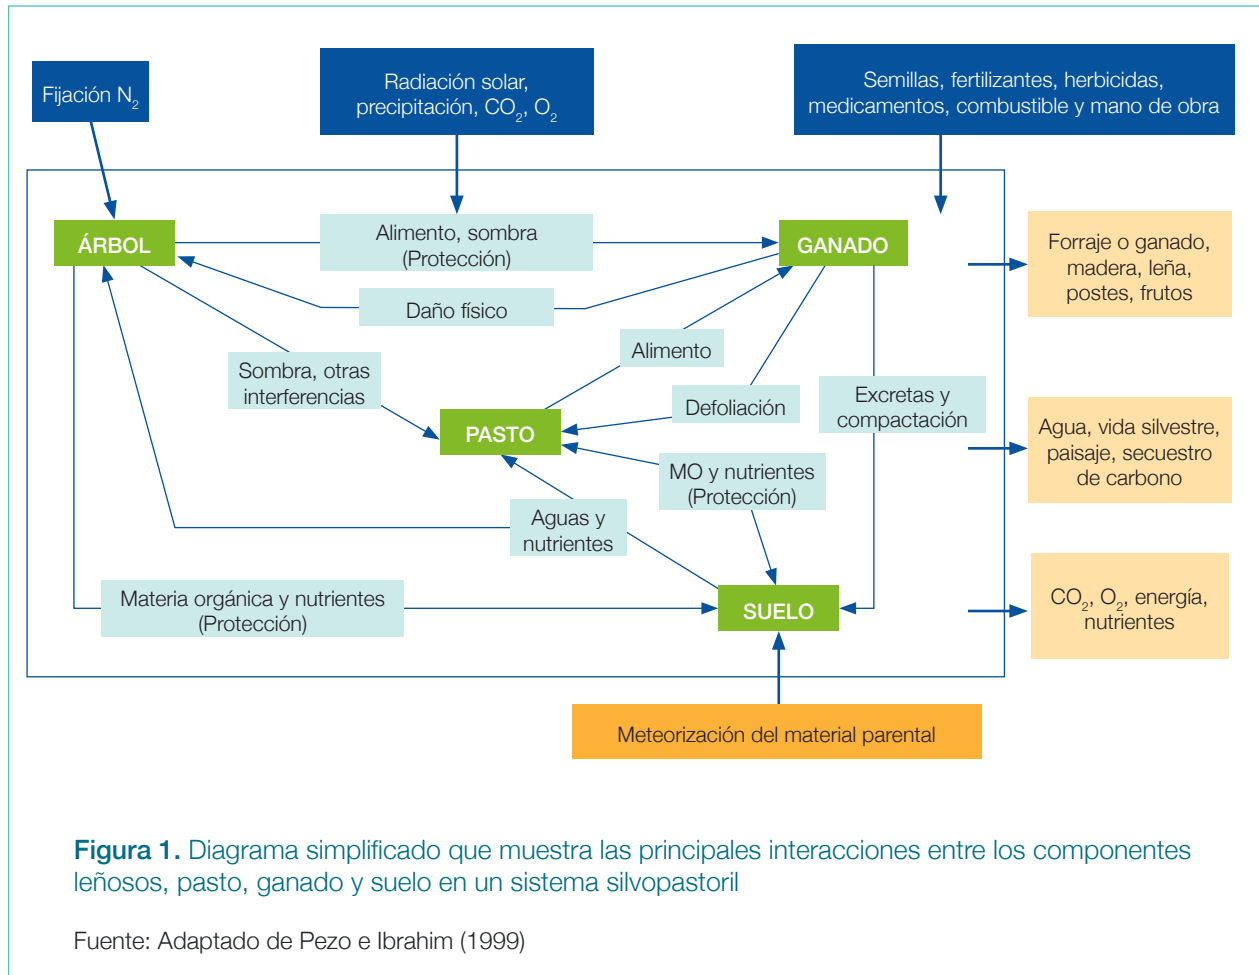 Fijación N₂
Radiación solar,
precipitación, CO₂, O₂
Semillas, fertilizantes, herbicidas,
medicamentos, combustible y mano de obra
ÁRBOL
Alimento, sombra
(Protección)
GANADO
Forraje o ganado,
madera, leña,
postes, frutos
Daño físico
Alimento
Sombra, otras
interferencias
Defoliación
Excretas y
compactación
PASTO
Agua, vida silvestre,
paisaje, secuestro
de carbono
MO y nutrientes
(Protección)
Aguas y
nutrientes
Materia orgánica y nutrientes
(Protección)
SUELO
CO₂, O₂, energía,
nutrientes
Meteorización del material parental
Figura 1. Diagrama simplificado que muestra las principales interacciones entre los componentes
leñosos, pasto, ganado y suelo en un sistema silvopastoril
Fuente: Adaptado de Pezo e Ibrahim (1999)